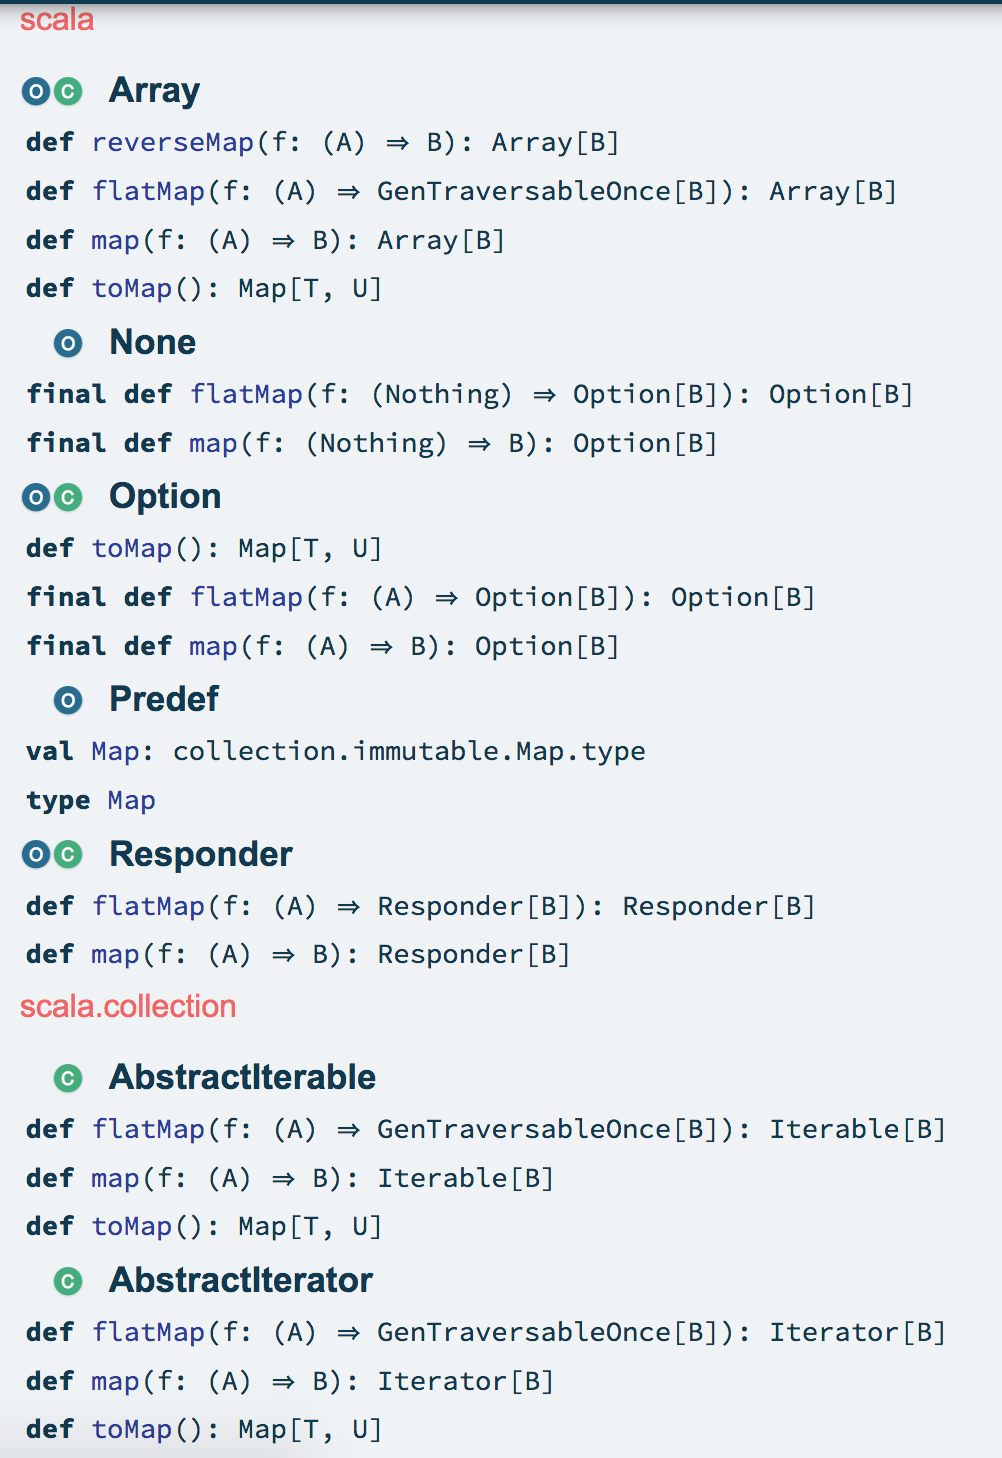 scala
O C Array
def reverseMap(f: (A) ⇒ B): Array[B]
def flatMap(f: (A) ⇒ GenTraversableOnce[B]): Array[B]
def map(f: (A) ⇒ B): Array[B]
def toMap(): Map[T, U]
O None
final def flatMap(f: (Nothing) ⇒ Option[B]): Option[B]
final def map(f: (Nothing) ⇒ B): Option[B]
O C Option
def toMap(): Map[T, U]
final def flatMap(f: (A) ⇒ Option[B]): Option[B]
final def map(f: (A) ⇒ B): Option[B]
O Predef
val Map: collection.immutable.Map.type
type Map
O C Responder
def flatMap(f: (A) ⇒ Responder[B]): Responder[B]
def map(f: (A) ⇒ B): Responder[B]
scala.collection
C AbstractIterable
def flatMap(f: (A) ⇒ GenTraversableOnce[B]): Iterable[B]
def map(f: (A) ⇒ B): Iterable[B]
def toMap(): Map[T, U]
C AbstractIterator
def flatMap(f: (A) ⇒ GenTraversableOnce[B]): Iterator[B]
def map(f: (A) ⇒ B): Iterator[B]
def toMap(): Map[T, U]